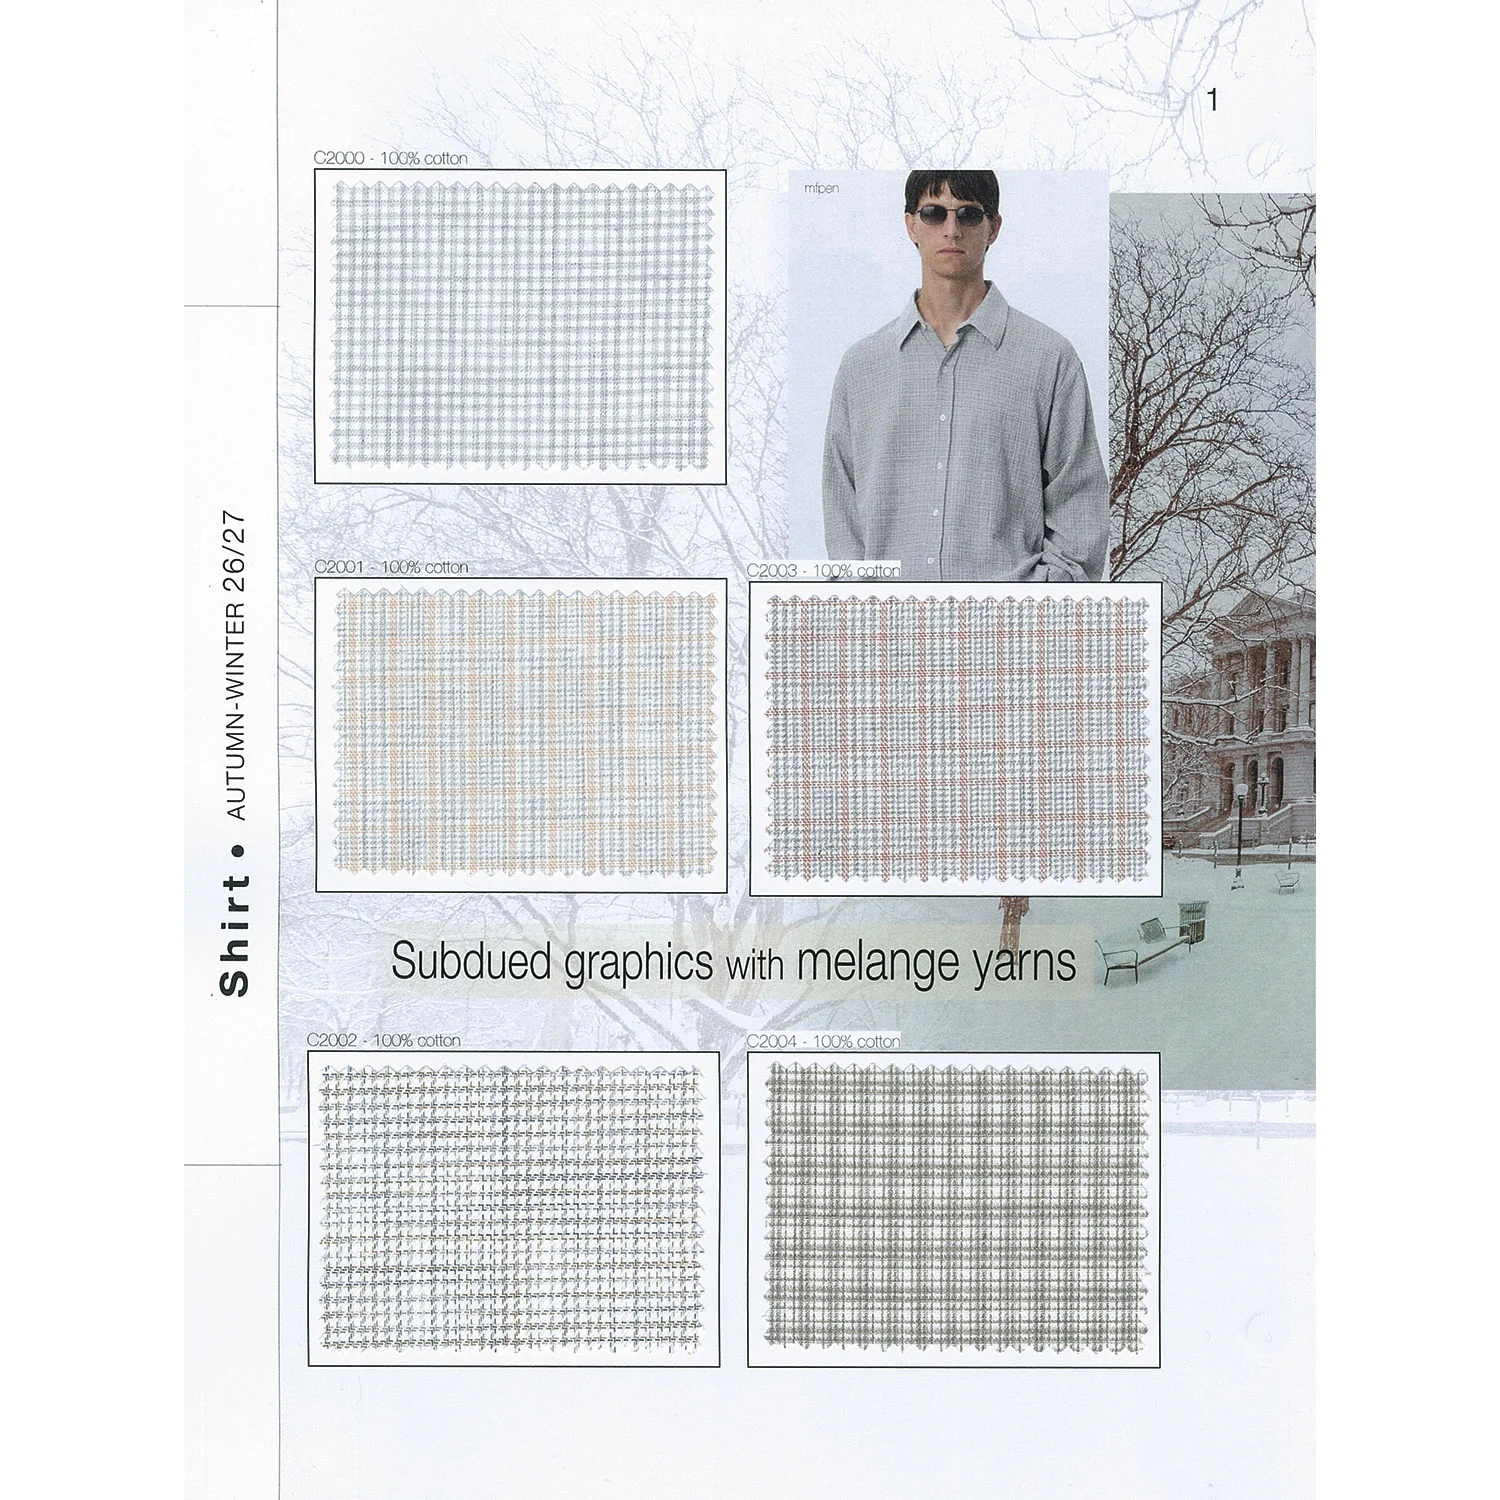 1
C2000 - 100% cotton
mfpen
C2001 - 100% cotton
C2003 - 100% cotton
Shirt • AUTUMN-WINTER 26/27
Subdued graphics with melange yarns
C2002 - 100% cotton
C2004 - 100% cotton